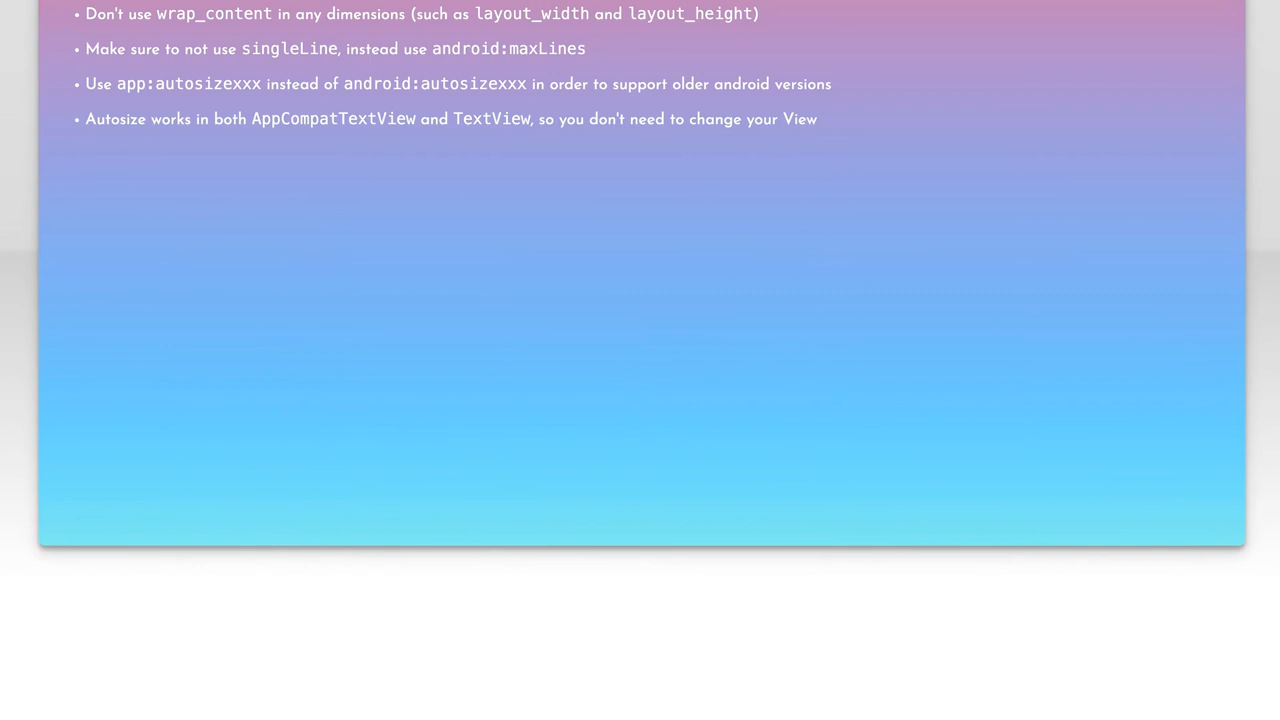 • Don't use wrap_content in any dimensions (such as layout_width and layout_height)
• Make sure to not use singleLine, instead use android:maxLines
• Use app:autosizexxx instead of android:autosizexxx in order to support older android versions
• Autosize works in both AppCompatTextView and TextView, so you don't need to change your View